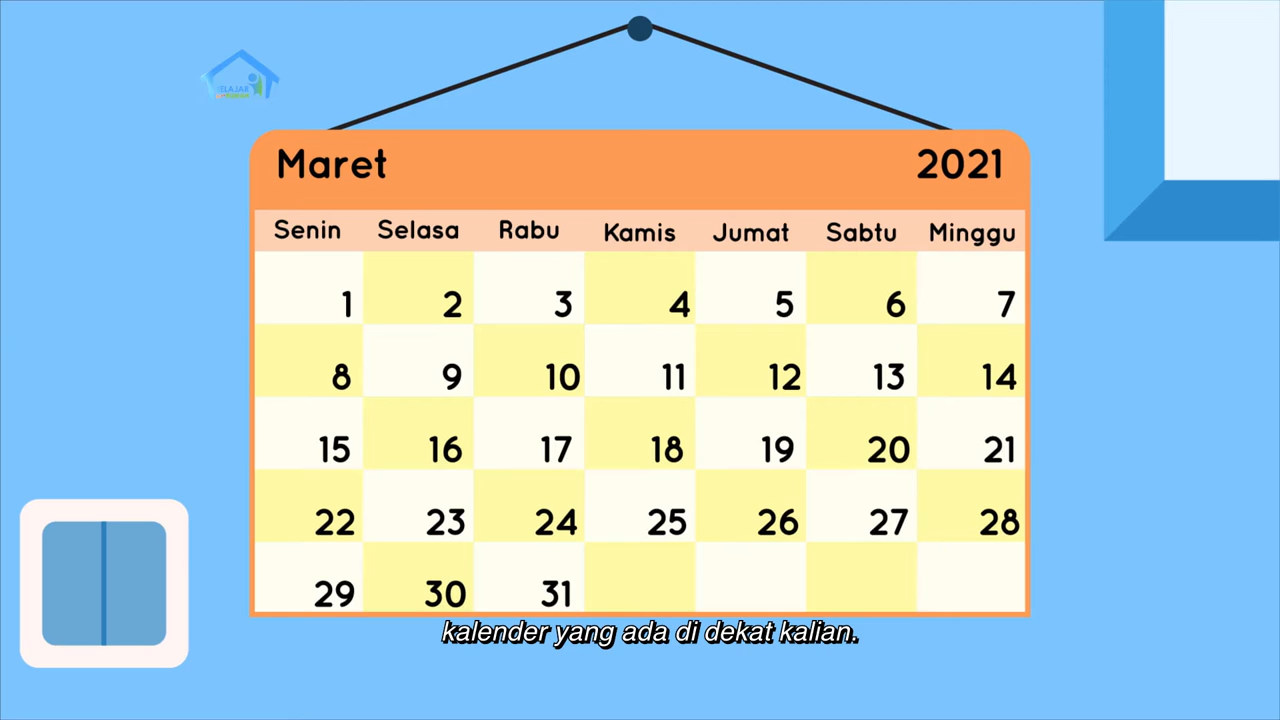 BELAJAR
Maret 2021
Senin Selasa Rabu Kamis Jumat Sabtu Minggu
1 2 3 4 5 6 7
8 9 10 11 12 13 14
15 16 17 18 19 20 21
22 23 24 25 26 27 28
29 30 31
kalender yang ada di dekat kalian.